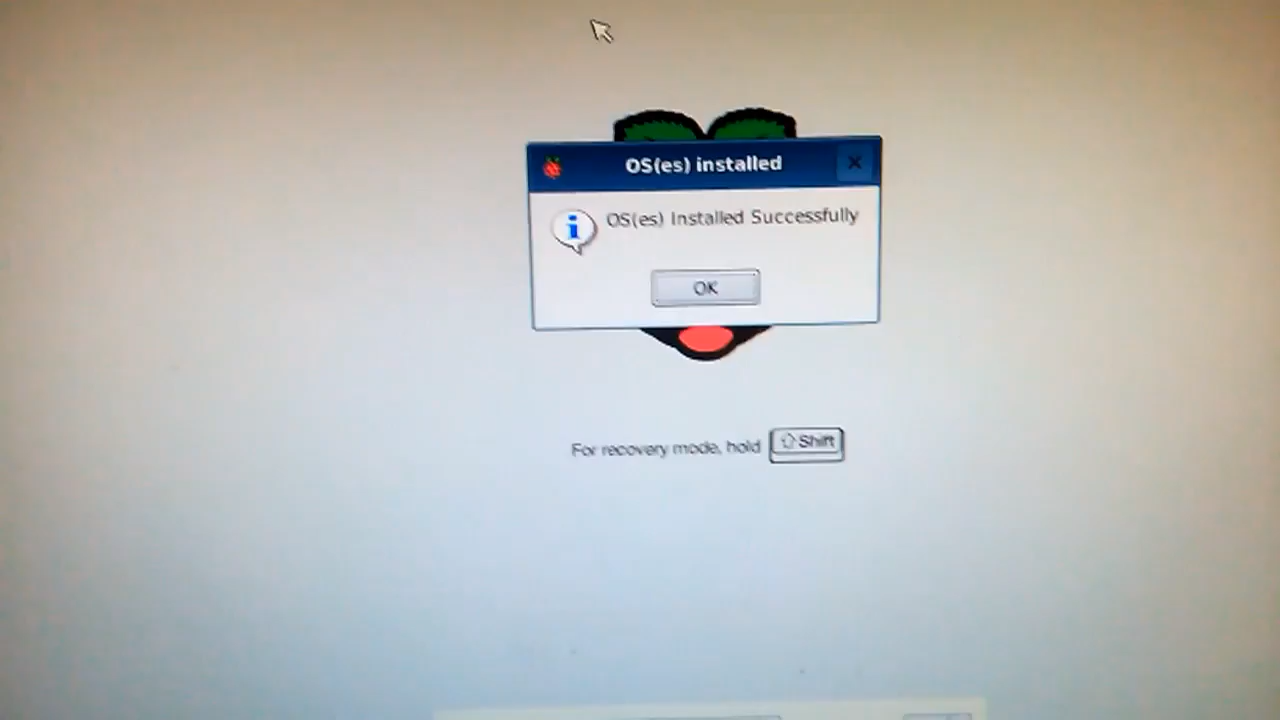 OS(es) installed
OS(es) Installed Successfully
OK
For recovery mode, hold Shift